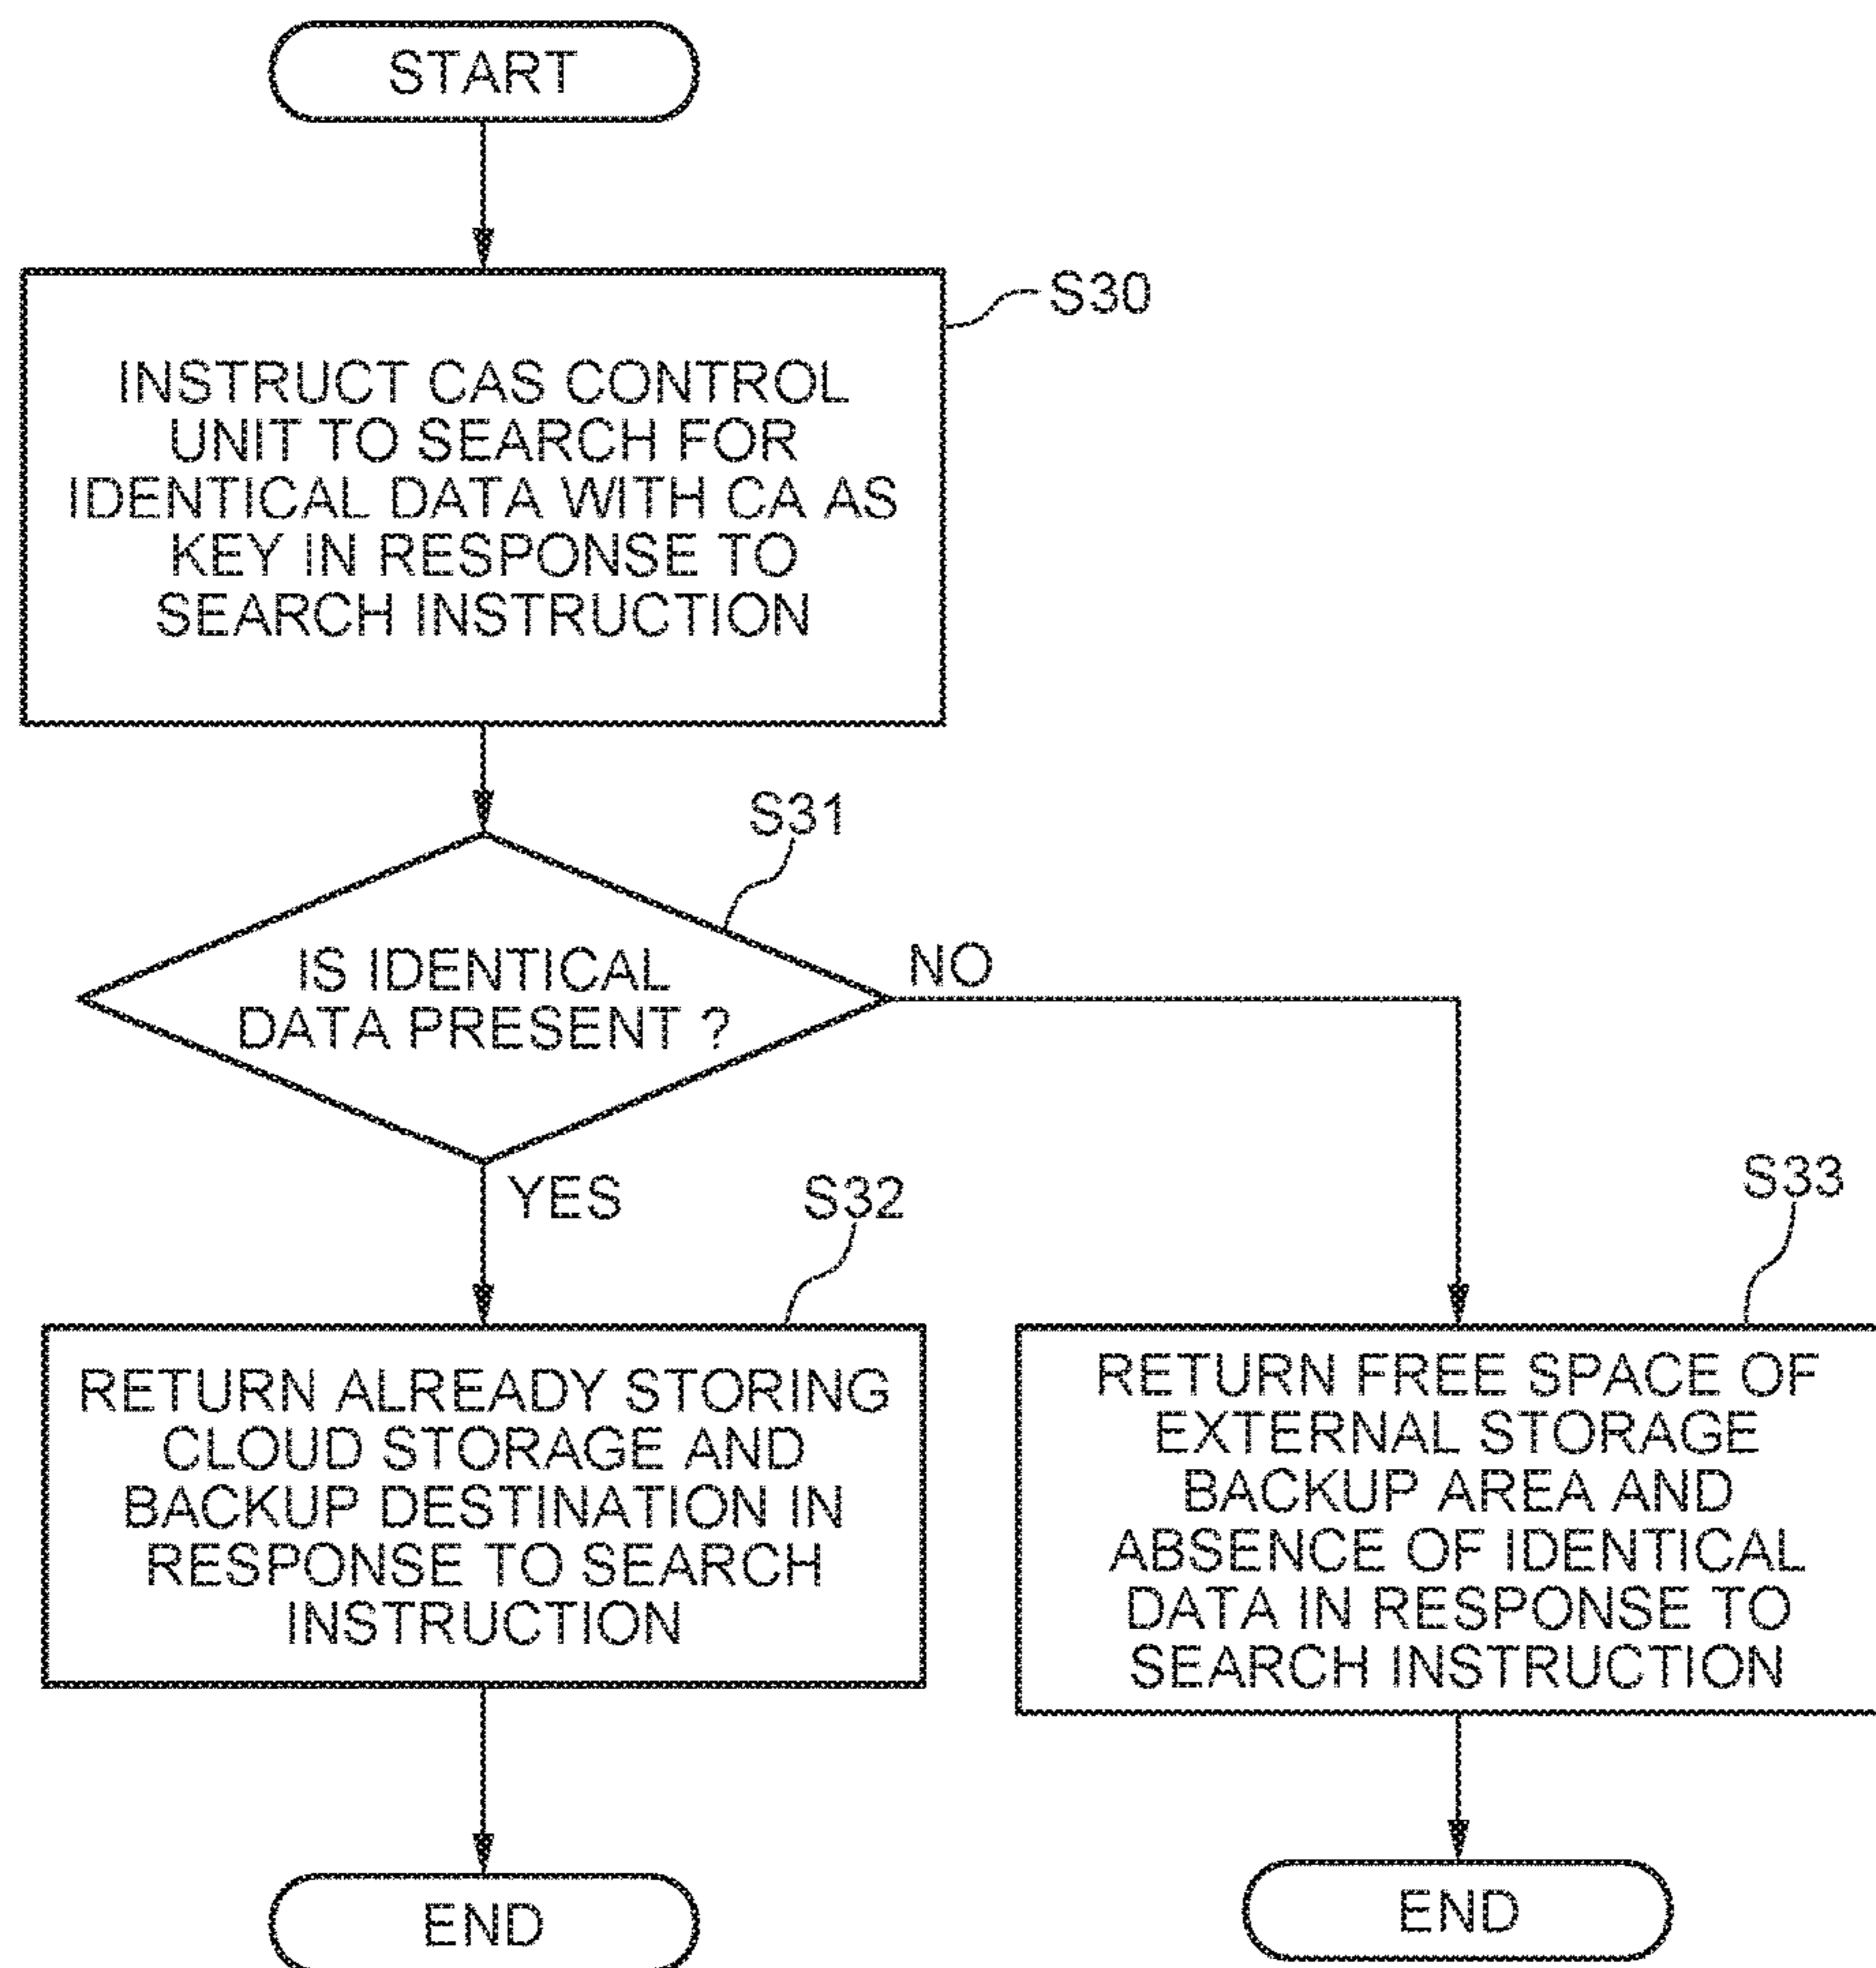 START
S30
INSTRUCT CAS CONTROL
UNIT TO SEARCH FOR
IDENTICAL DATA WITH CA AS
KEY IN RESPONSE TO
SEARCH INSTRUCTION
S31
IS IDENTICAL
DATA PRESENT ?
NO
YES
S32
S33
RETURN ALREADY STORING
CLOUD STORAGE AND
BACKUP DESTINATION IN
RESPONSE TO SEARCH
INSTRUCTION
RETURN FREE SPACE OF
EXTERNAL STORAGE
BACKUP AREA AND
ABSENCE OF IDENTICAL
DATA IN RESPONSE TO
SEARCH INSTRUCTION
END
END